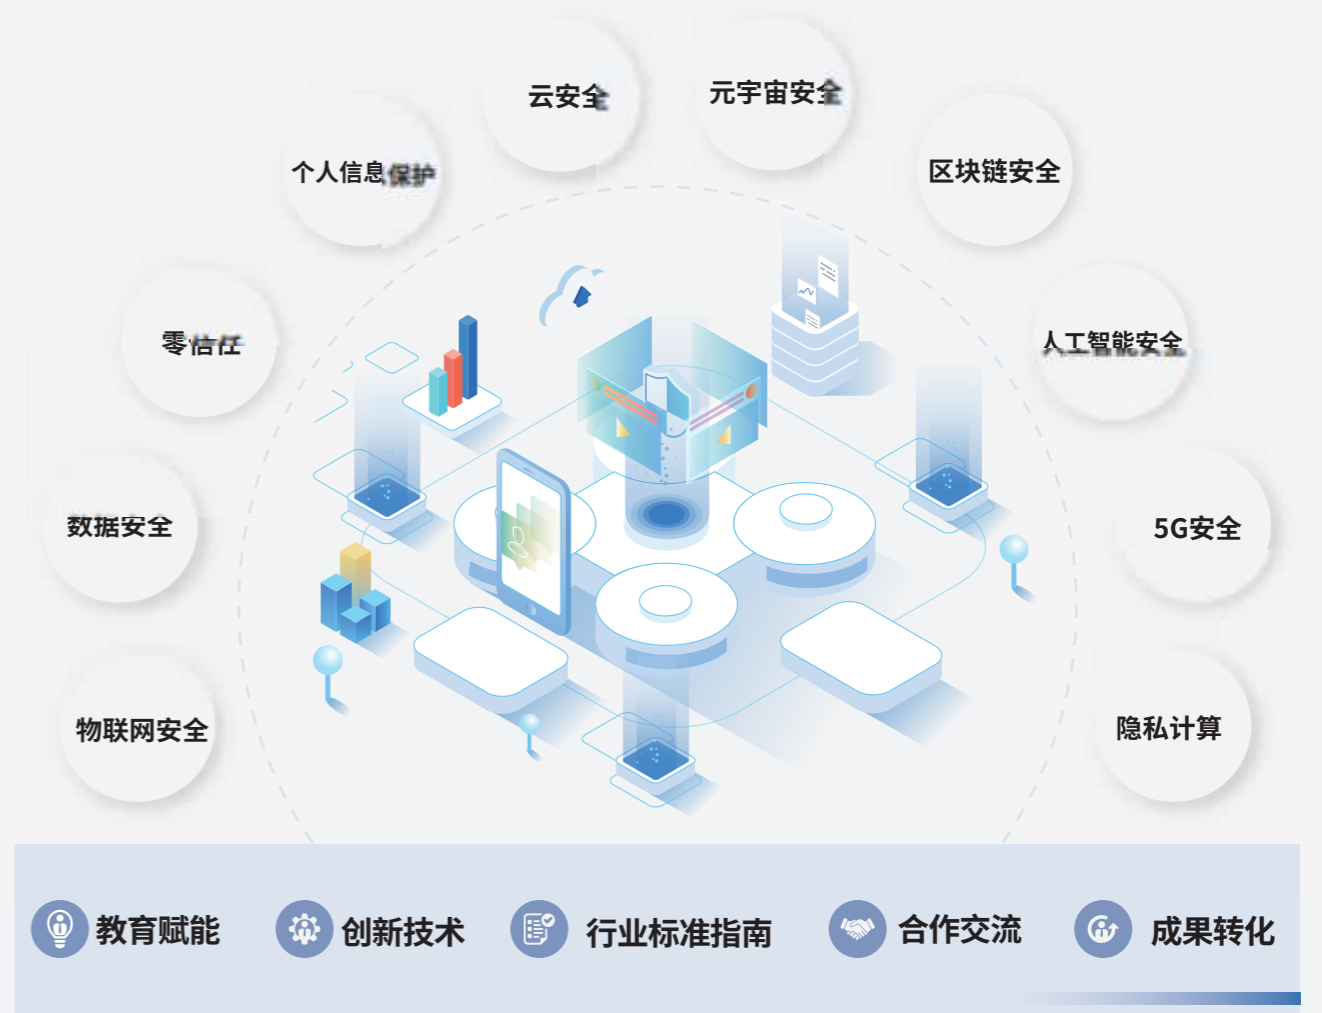 云安全
元宇宙安全
个人信息保护
区块链安全
零信任
人工智能安全
数据安全
5G安全
物联网安全
隐私计算
教育赋能
创新技术
行业标准指南
合作交流
成果转化